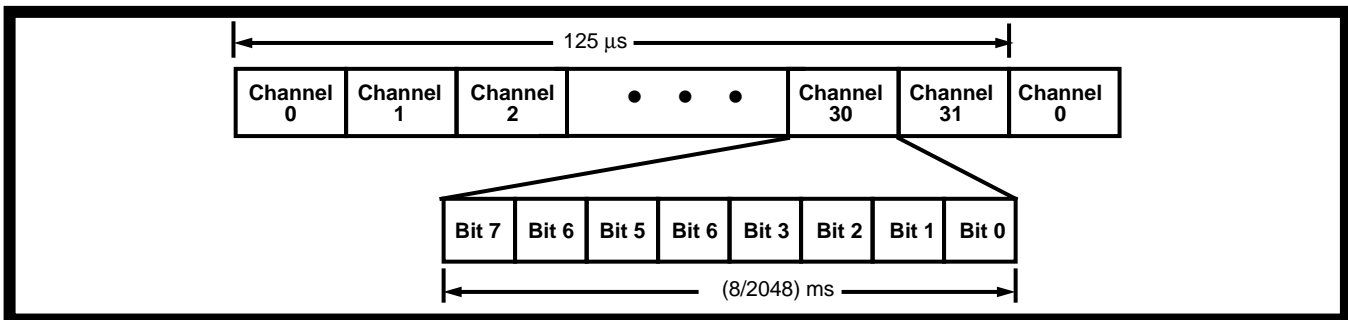 125 μs
Channel 0 Channel 1 Channel 2 • • • Channel 30 Channel 31 Channel 0
Bit 7 Bit 6 Bit 5 Bit 6 Bit 3 Bit 2 Bit 1 Bit 0
(8/2048) ms